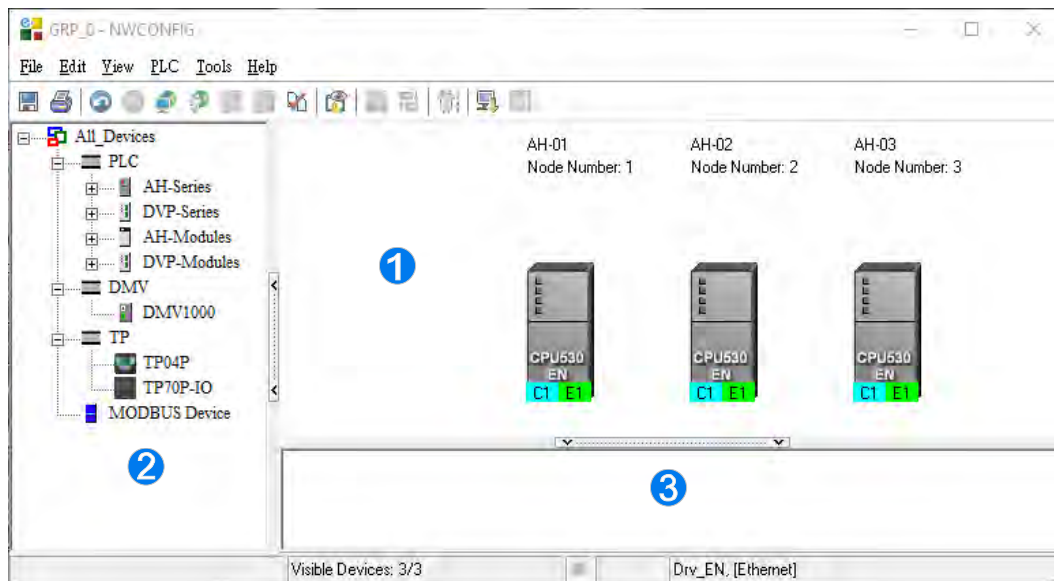 GRP_0 - NWCONFIG
File Edit View PLC Tools Help
All_Devices
PLC
AH-Series
DVP-Series
AH-Modules
DVP-Modules
DMV
DMV1000
TP
TP04P
TP70P-IO
MODBUS Device
2
1
AH-01 AH-02 AH-03
Node Number: 1 Node Number: 2 Node Number: 3
CPU530 CPU530 CPU530
EN EN EN
C1 E1 C1 E1 C1 E1
3
Visible Devices: 3/3 Drv_EN, [Ethernet]